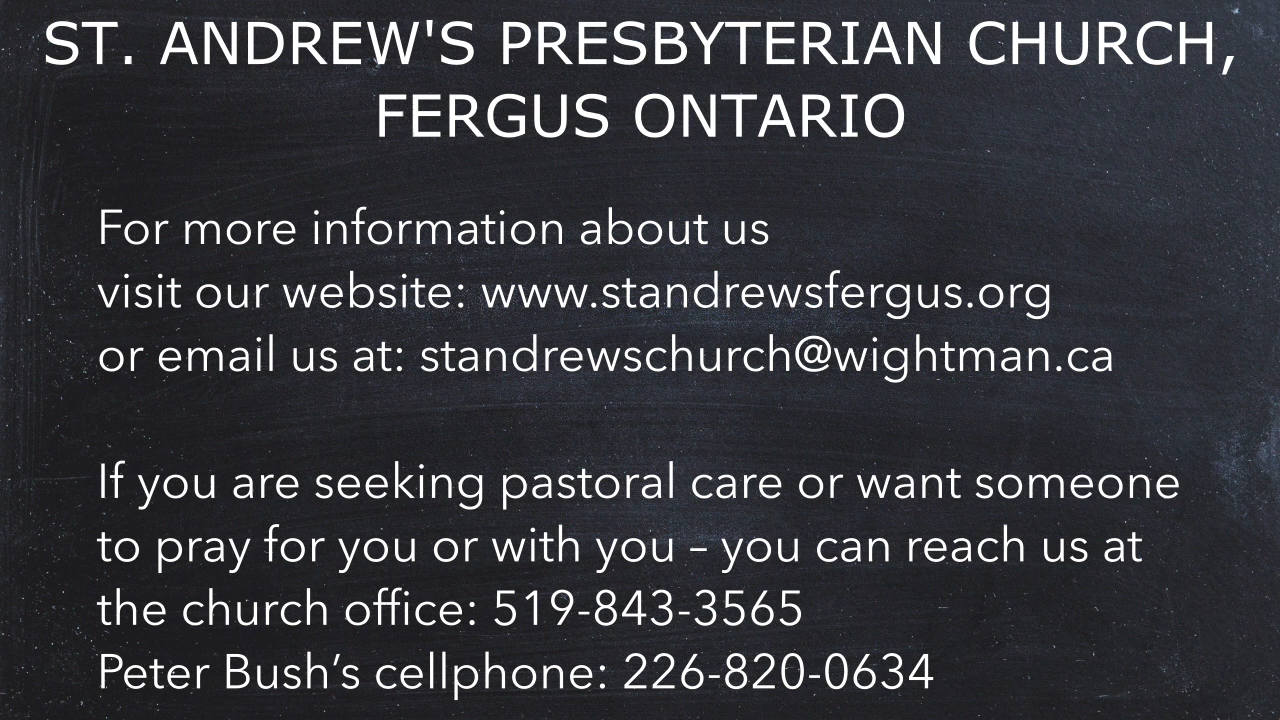 ST. ANDREW'S PRESBYTERIAN CHURCH,
FERGUS ONTARIO
For more information about us
visit our website: www.standrewsfergus.org
or email us at: standrewschurch@wightman.ca
If you are seeking pastoral care or want someone
to pray for you or with you – you can reach us at
the church office: 519-843-3565
Peter Bush’s cellphone: 226-820-0634